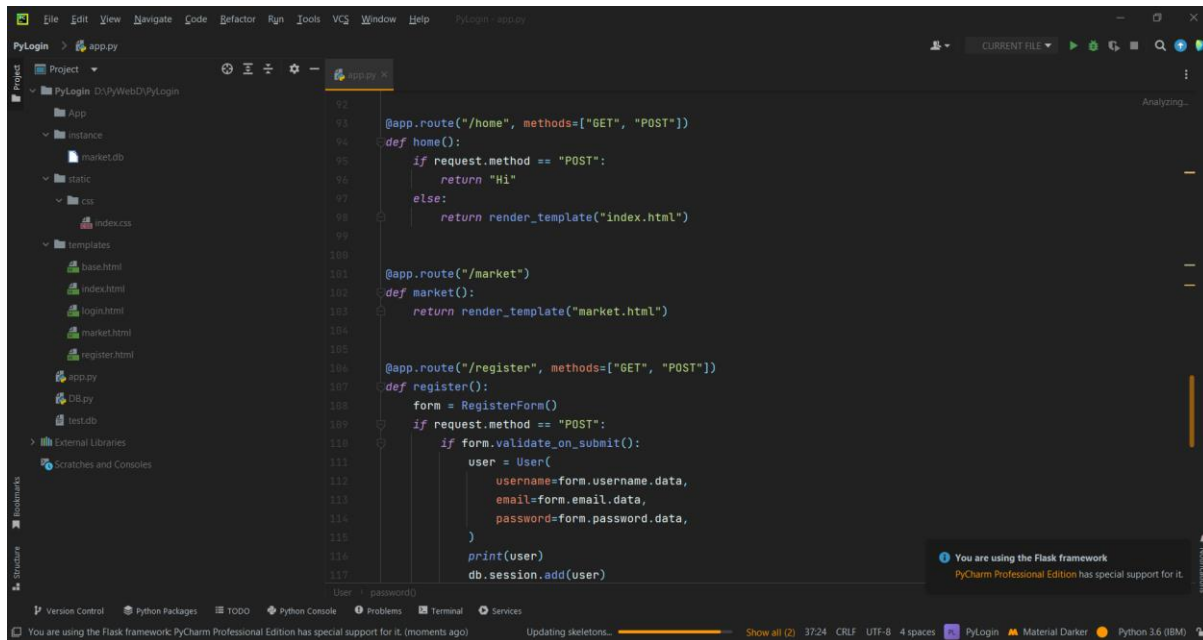 File Edit View Navigate Code Refactor Run Tools VCS Window Help PyLogin - app.py
PyLogin > app.py
CURRENT FILE
Project
Project
app.py
Analyzing...
PyLogin D:\PyWebD\PyLogin
App
instance
market.db
static
css
index.css
templates
base.html
index.html
login.html
market.html
register.html
app.py
DB.py
test.db
External Libraries
Scratches and Consoles
92
93 @app.route("/home", methods=["GET", "POST"])
94 def home():
95 if request.method == "POST":
96 return "Hi"
97 else:
98 return render_template("index.html")
99
100
101 @app.route("/market")
102 def market():
103 return render_template("market.html")
104
105
106 @app.route("/register", methods=["GET", "POST"])
107 def register():
108 form = RegisterForm()
109 if request.method == "POST":
110 if form.validate_on_submit():
111 user = User(
112 username=form.username.data,
113 email=form.email.data,
114 password=form.password.data,
115 )
116 print(user)
117 db.session.add(user)
User > password()
Bookmarks
Structure
You are using the Flask framework
PyCharm Professional Edition has special support for it.
Version Control Python Packages TODO Python Console Problems Terminal Services
You are using the Flask framework: PyCharm Professional Edition has special support for it. (moments ago) Updating skeletons... Show all (2) 37:24 CRLF UTF-8 4 spaces PL PyLogin Material Darker Python 3.6 (IBM)